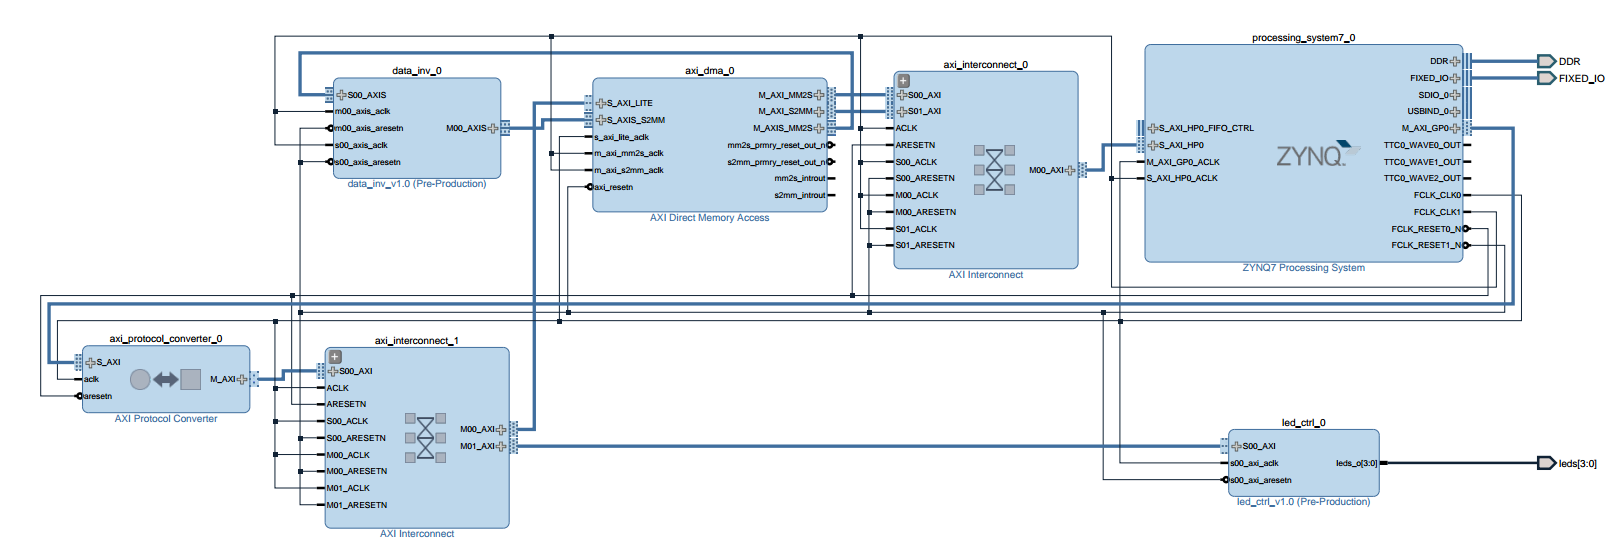 data_inv_0
S00_AXIS
m00_axis_aclk
m00_axis_aresetn
s00_axis_aclk
s00_axis_aresetn
M00_AXIS
data_inv_v1.0 (Pre-Production)
axi_dma_0
S_AXI_LITE
S_AXIS_S2MM
s_axi_lite_aclk
m_axi_mm2s_aclk
m_axi_s2mm_aclk
axi_resetn
M_AXI_MM2S
M_AXI_S2MM
M_AXIS_MM2S
mm2s_prmry_reset_out_n
s2mm_prmry_reset_out_n
mm2s_introut
s2mm_introut
AXI Direct Memory Access
axi_interconnect_0
S00_AXI
S01_AXI
ACLK
ARESETN
S00_ACLK
S00_ARESETN
M00_ACLK
M00_ARESETN
S01_ACLK
S01_ARESETN
M00_AXI
AXI Interconnect
processing_system7_0
S_AXI_HP0_FIFO_CTRL
S_AXI_HP0
M_AXI_GP0_ACLK
S_AXI_HP0_ACLK
ZYNQ
DDR
FIXED_IO
SDIO_0
USBIND_0
M_AXI_GP0
TTC0_WAVE0_OUT
TTC0_WAVE1_OUT
TTC0_WAVE2_OUT
FCLK_CLK0
FCLK_CLK1
FCLK_RESET0_N
FCLK_RESET1_N
ZYNQ7 Processing System
DDR
FIXED_IO
axi_protocol_converter_0
S_AXI
aclk
aresetn
M_AXI
AXI Protocol Converter
axi_interconnect_1
S00_AXI
ACLK
ARESETN
S00_ACLK
S00_ARESETN
M00_ACLK
M00_ARESETN
M01_ACLK
M01_ARESETN
M00_AXI
M01_AXI
AXI Interconnect
led_ctrl_0
S00_AXI
s00_axi_aclk
s00_axi_aresetn
leds_o[3:0]
led_ctrl_v1.0 (Pre-Production)
leds[3:0]